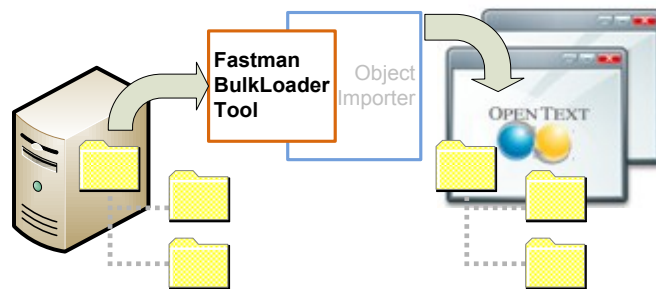 Fastman
BulkLoader
Tool
Object
Importer
OPEN TEXT